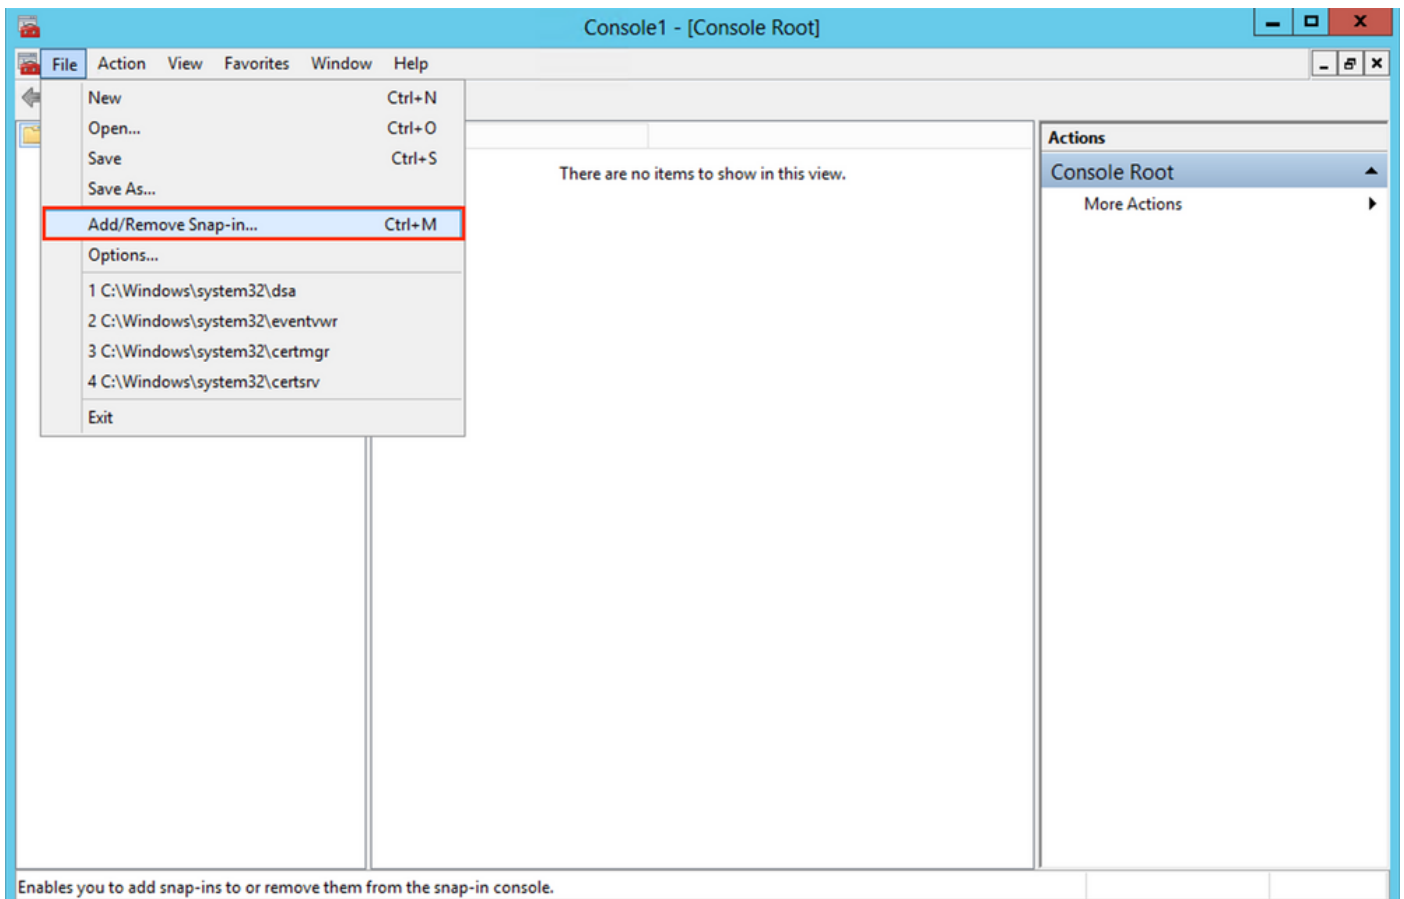 Console1 - [Console Root]
File Action View Favorites Window Help
New Ctrl+N
Open... Ctrl+O
Save Ctrl+S
Save As...
Add/Remove Snap-in... Ctrl+M
Options...
1 C:\Windows\system32\dsa
2 C:\Windows\system32\eventvwr
3 C:\Windows\system32\certmgr
4 C:\Windows\system32\certsrv
Exit
There are no items to show in this view.
Actions
Console Root
More Actions
Enables you to add snap-ins to or remove them from the snap-in console.